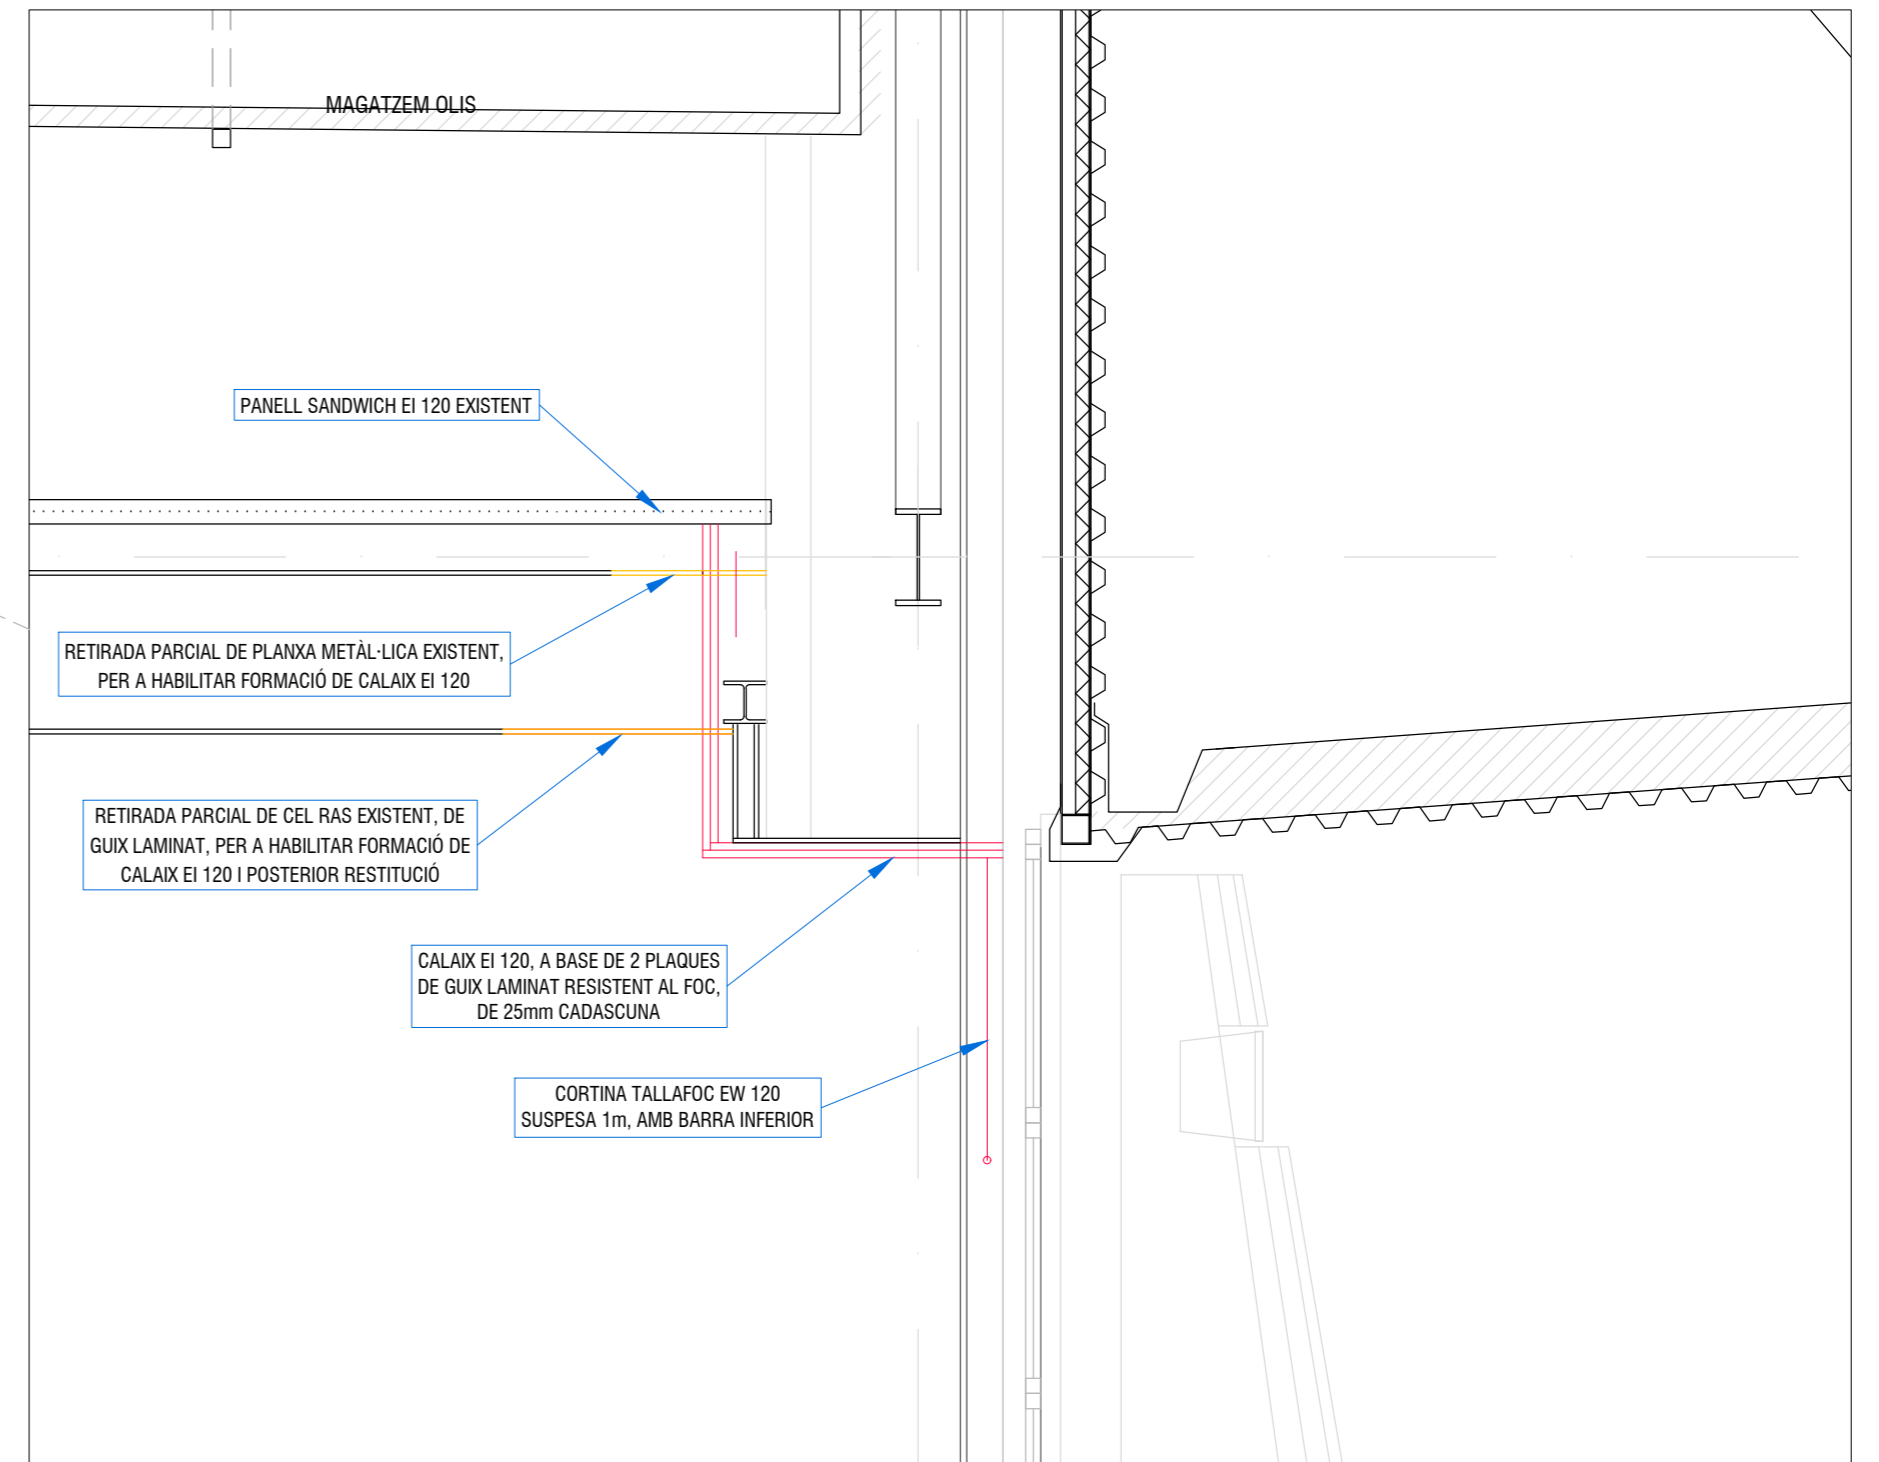 MAGATZEM OLIS
PANELL SANDWICH EI 120 EXISTENT
RETIRADA PARCIAL DE PLANXA METÀL·LICA EXISTENT,
PER A HABILITAR FORMACIÓ DE CALAIX EI 120
RETIRADA PARCIAL DE CEL RAS EXISTENT, DE
GUIX LAMINAT, PER A HABILITAR FORMACIÓ DE
CALAIX EI 120 I POSTERIOR RESTITUCIÓ
CALAIX EI 120, A BASE DE 2 PLAQUES
DE GUIX LAMINAT RESISTENT AL FOC,
DE 25mm CADASCUNA
CORTINA TALLAFOC EW 120
SUSPESA 1m, AMB BARRA INFERIOR